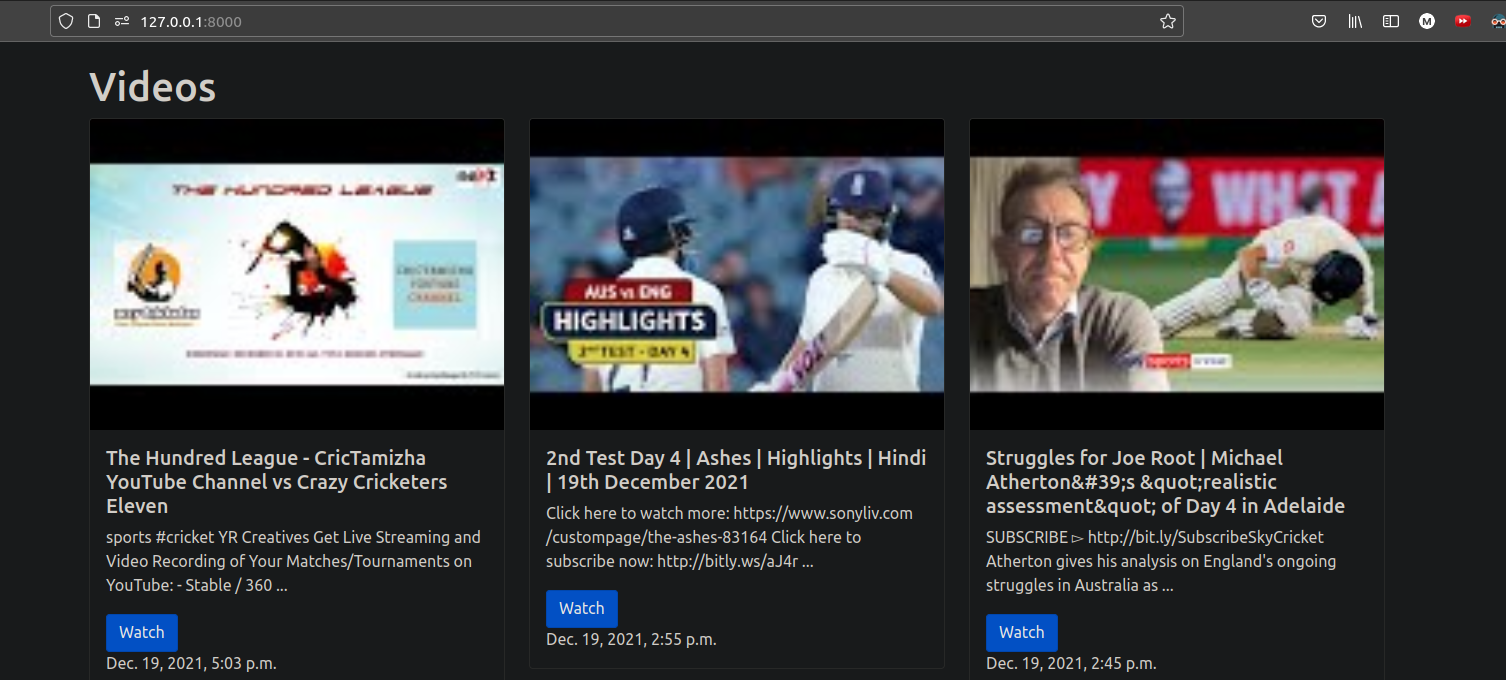 127.0.0.1:8000
Videos
THE HUNDRED LEAGUE
CRICTAMIZHA
YOUTUBE
CHANNEL
The Hundred League - CricTamizha
YouTube Channel vs Crazy Cricketers
Eleven
sports #cricket YR Creatives Get Live Streaming and
Video Recording of Your Matches/Tournaments on
YouTube: - Stable / 360 ...
Watch
Dec. 19, 2021, 5:03 p.m.
AUS vs ENG
HIGHLIGHTS
2ND TEST - DAY 4
2nd Test Day 4 | Ashes | Highlights | Hindi
| 19th December 2021
Click here to watch more: https://www.sonyliv.com
/custompage/the-ashes-83164 Click here to
subscribe now: http://bitly.ws/aJ4r ...
Watch
Dec. 19, 2021, 2:55 p.m.
Y WHAT A
sky sports
Struggles for Joe Root | Michael
Atherton&#39;s &quot;realistic
assessment&quot; of Day 4 in Adelaide
SUBSCRIBE ▻ http://bit.ly/SubscribeSkyCricket
Atherton gives his analysis on England's ongoing
struggles in Australia as ...
Watch
Dec. 19, 2021, 2:45 p.m.